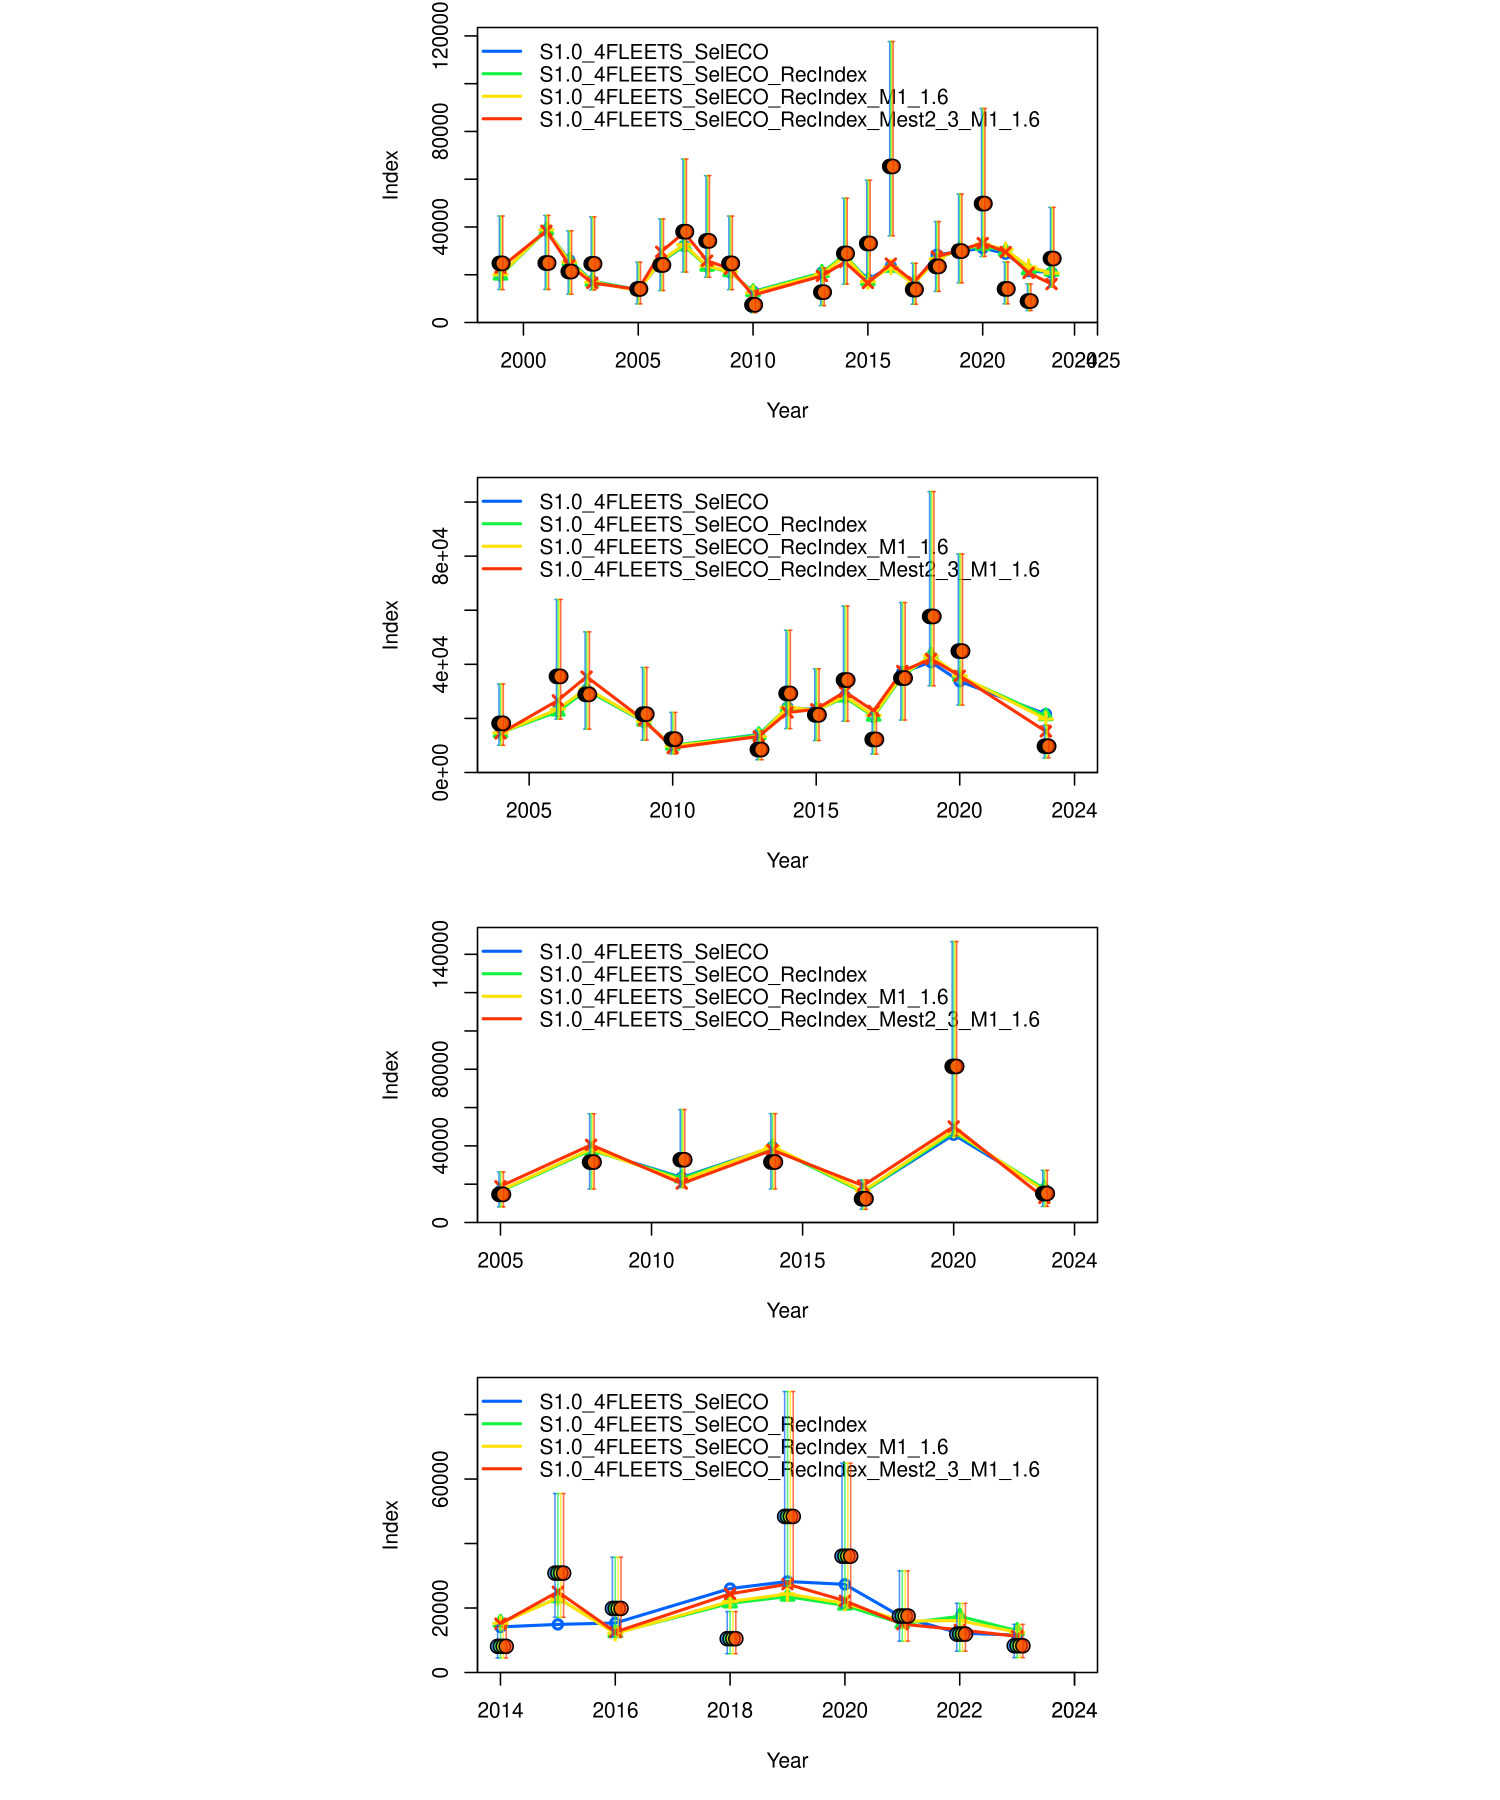 120000
80000
40000
0
Index
S1.0_4FLEETS_SelECO
S1.0_4FLEETS_SelECO_RecIndex
S1.0_4FLEETS_SelECO_RecIndex_M1_1.6
S1.0_4FLEETS_SelECO_RecIndex_Mest2_3_M1_1.6
2000 2005 2010 2015 2020 2024 2025
Year
8e+04
4e+04
0e+00
Index
S1.0_4FLEETS_SelECO
S1.0_4FLEETS_SelECO_RecIndex
S1.0_4FLEETS_SelECO_RecIndex_M1_1.6
S1.0_4FLEETS_SelECO_RecIndex_Mest2_3_M1_1.6
2005 2010 2015 2020 2024
Year
140000
80000
40000
0
Index
S1.0_4FLEETS_SelECO
S1.0_4FLEETS_SelECO_RecIndex
S1.0_4FLEETS_SelECO_RecIndex_M1_1.6
S1.0_4FLEETS_SelECO_RecIndex_Mest2_3_M1_1.6
2005 2010 2015 2020 2024
Year
60000
20000
0
Index
S1.0_4FLEETS_SelECO
S1.0_4FLEETS_SelECO_RecIndex
S1.0_4FLEETS_SelECO_RecIndex_M1_1.6
S1.0_4FLEETS_SelECO_RecIndex_Mest2_3_M1_1.6
2014 2016 2018 2020 2022 2024
Year